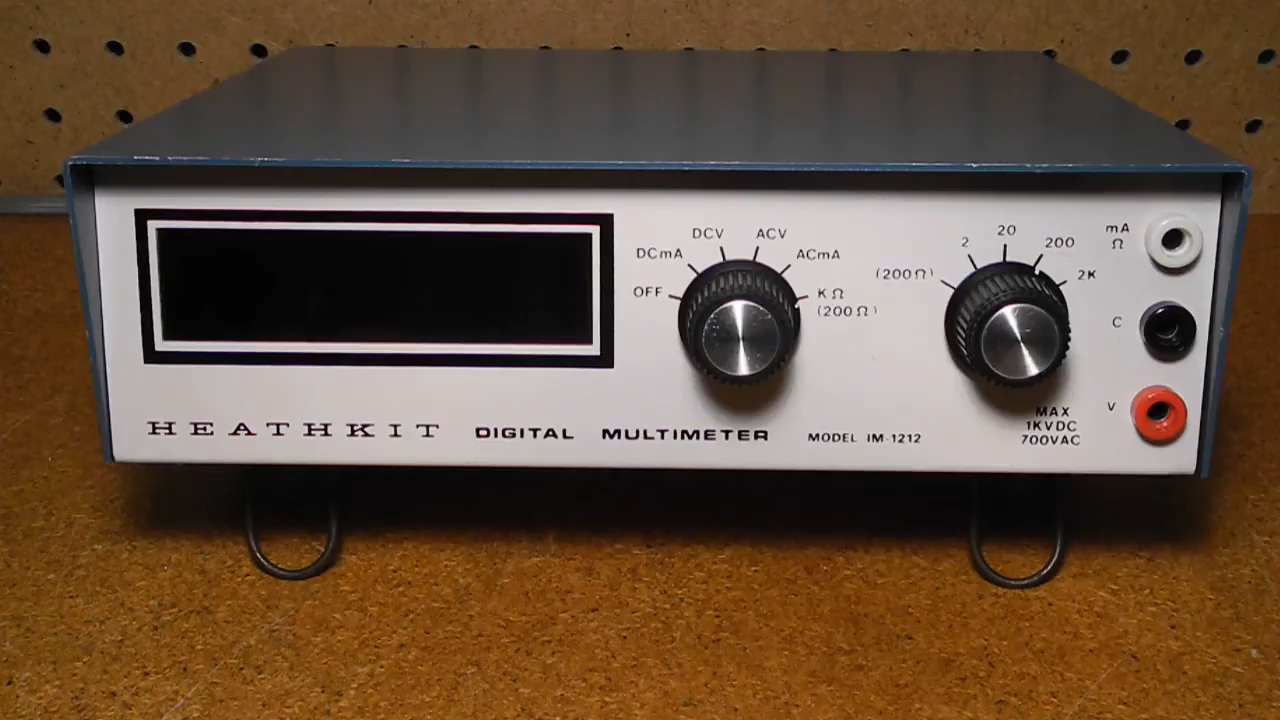 DCV ACV
DCmA ACmA
OFF KΩ
(200Ω)
20
2 200
(200Ω) 2K
mA
Ω
C
V
HEATHKIT DIGITAL MULTIMETER MODEL IM-1212
MAX
1KVDC
700VAC